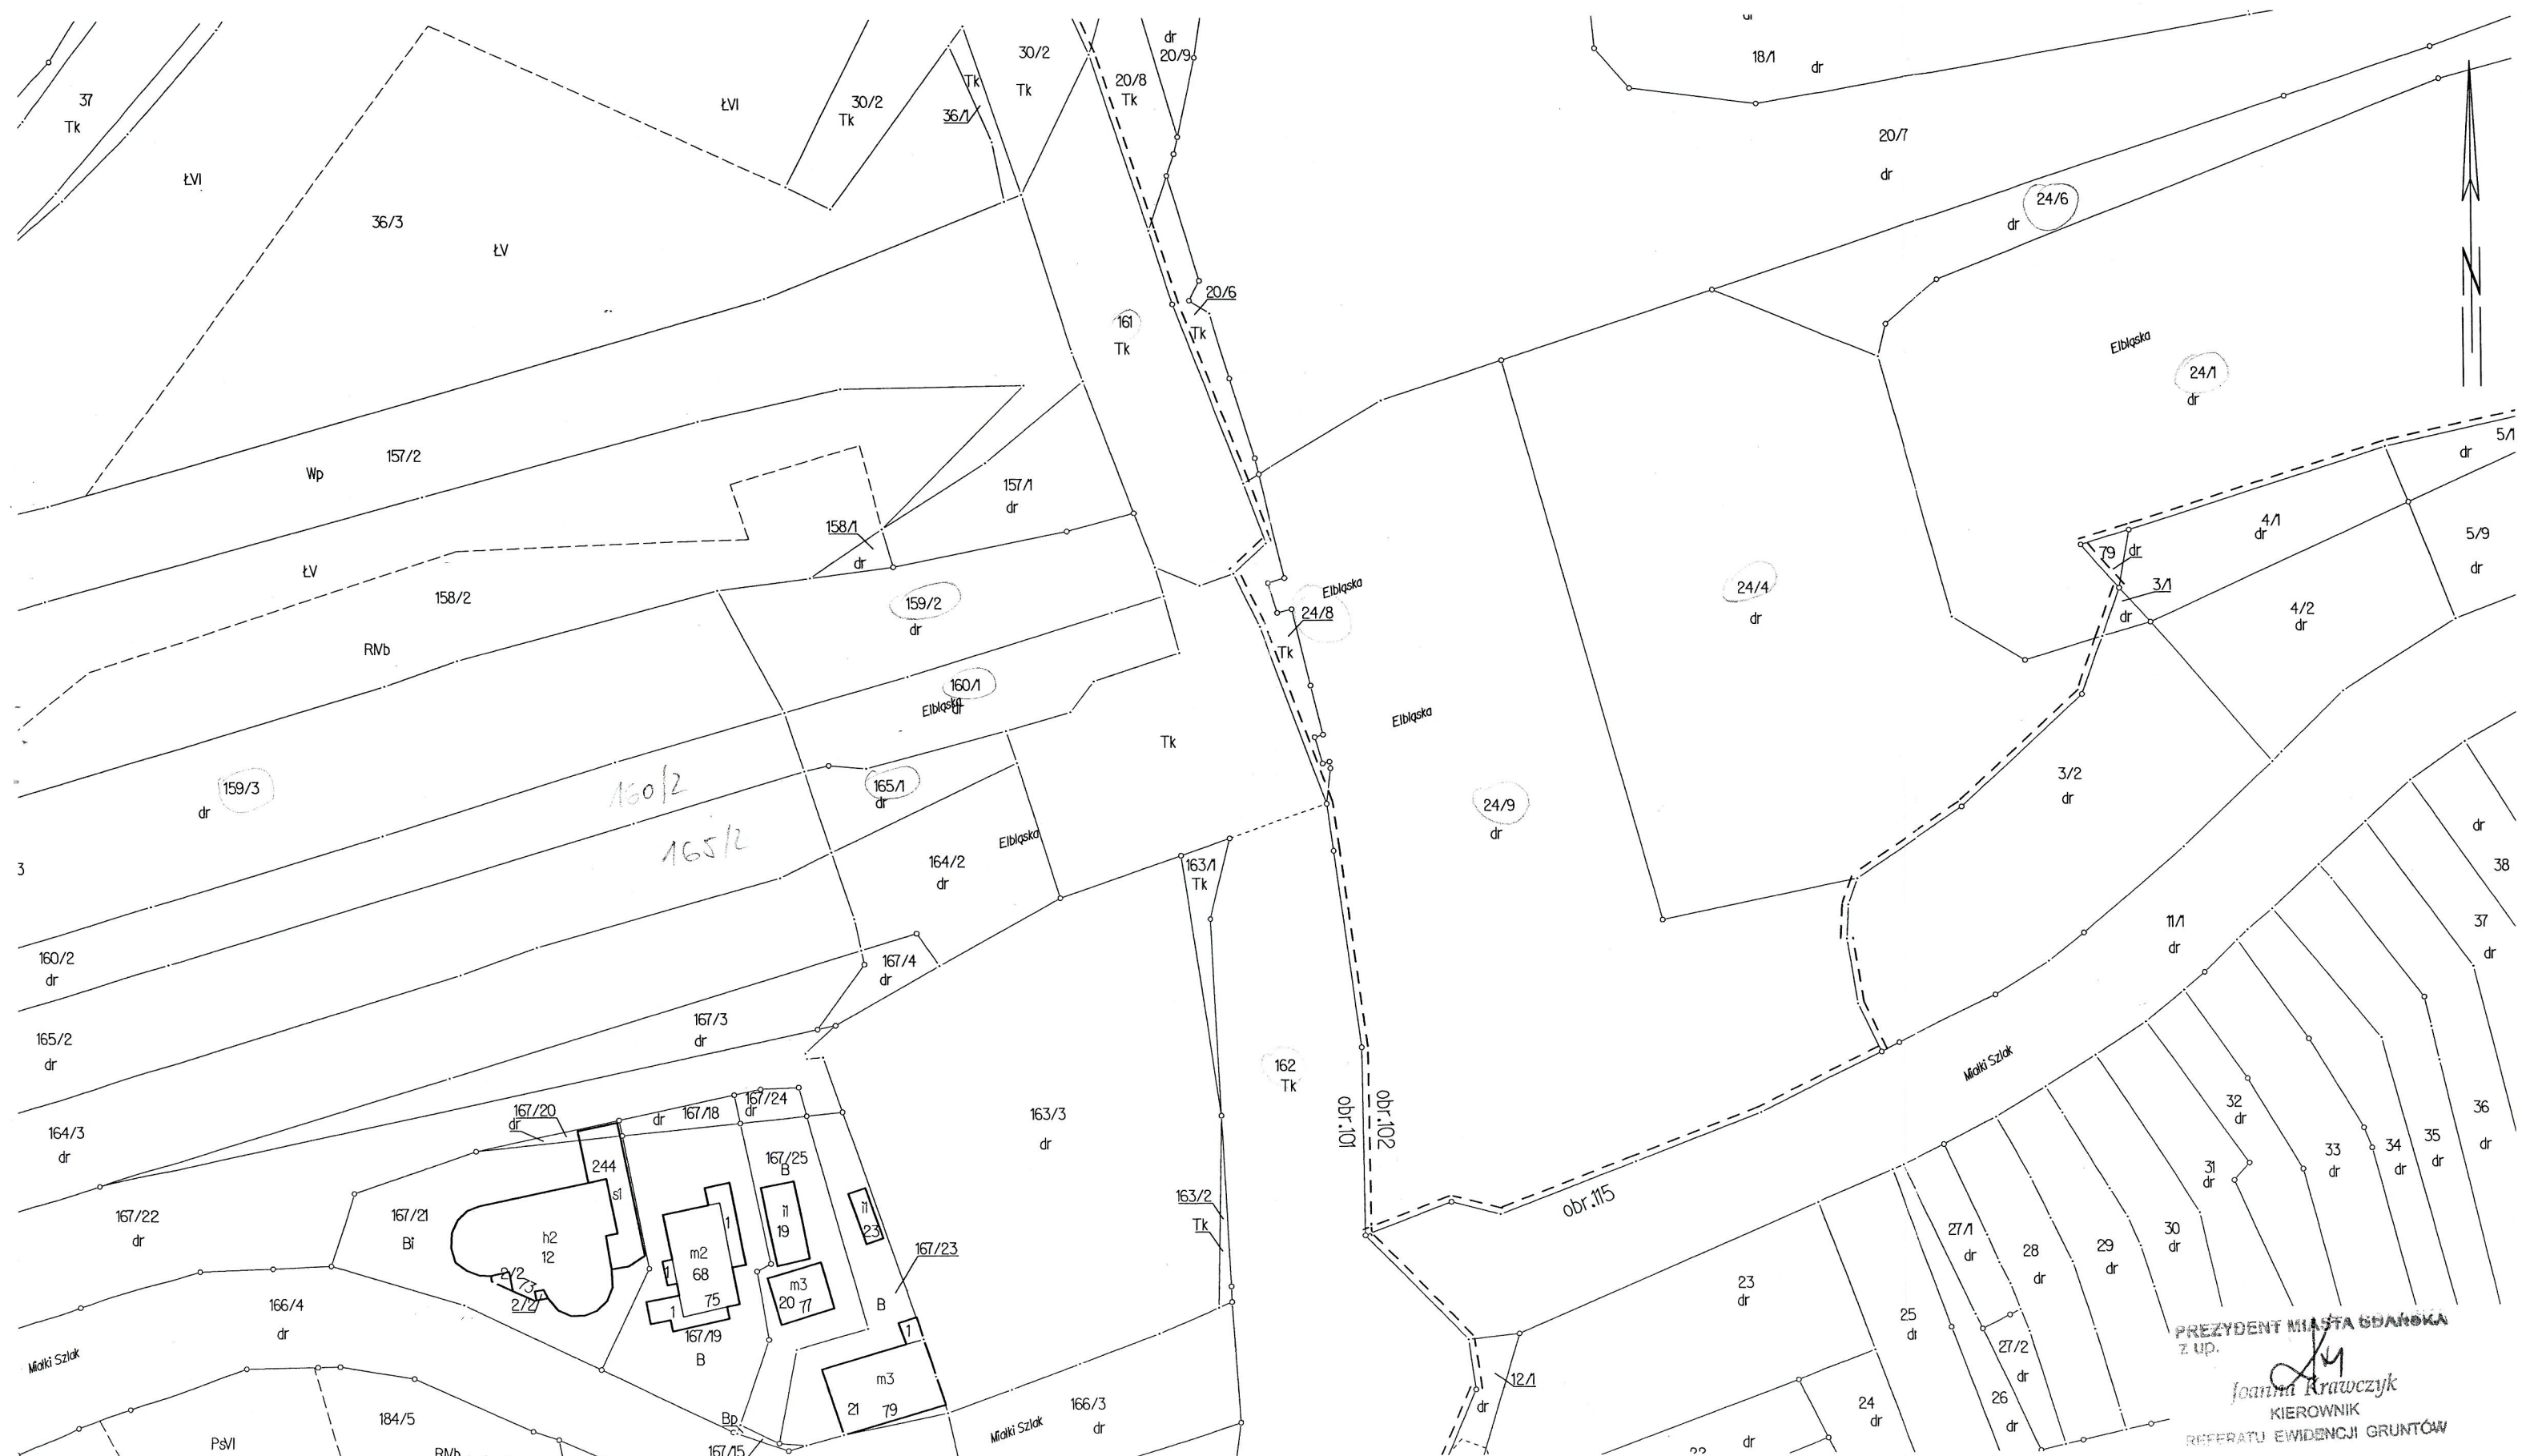 18/1
dr
37
Tk
ŁVI
36/3
ŁV
ŁVI
30/2
Tk
Tk
36/1
30/2
Tk
20/8
Tk
dr
20/9
20/7
dr
24/6
dr
N
161
Tk
20/6
Tk
Elbląska
24/1
dr
5/1
dr
157/2
Wp
157/1
dr
158/1
dr
ŁV
158/2
RIVb
159/2
dr
Elbląska
24/8
Tk
24/4
dr
79
dr
3/1
dr
4/1
dr
5/9
dr
4/2
dr
160/1
dr
Elbląska
Tk
Elbląska
159/3
dr
160/2
165/2
165/1
dr
Elbląska
164/2
dr
24/9
dr
3/2
dr
3
163/1
Tk
dr
38
37
dr
11/1
dr
160/2
dr
167/4
dr
165/2
dr
167/3
dr
162
Tk
Miałki Szlak
164/3
dr
167/20
dr
dr
167/18
167/24
dr
163/3
dr
obr.101
obr.102
32
dr
33
dr
34
dr
35
dr
36
dr
31
dr
244
s1
167/25
B
163/2
Tk
obr.115
167/22
dr
167/21
Bi
h2
12
2/2
73
2/2
m2
68
75
1
1
1
i1
19
i1
23
167/23
27/1
dr
28
dr
29
dr
30
dr
166/4
dr
m3
20
77
B
167/19
B
1
23
dr
25
dr
27/2
dr
PREZYDENT MIASTA GDAŃSKA
z up.
Joanna Krawczyk
KIEROWNIK
REFERATU EWIDENCJI GRUNTÓW
Miałki Szlak
m3
21
79
12/1
dr
26
dr
24
dr
184/5
PsVI
RIVb
Bp
167/15
Miałki Szlak
166/3
dr
dr